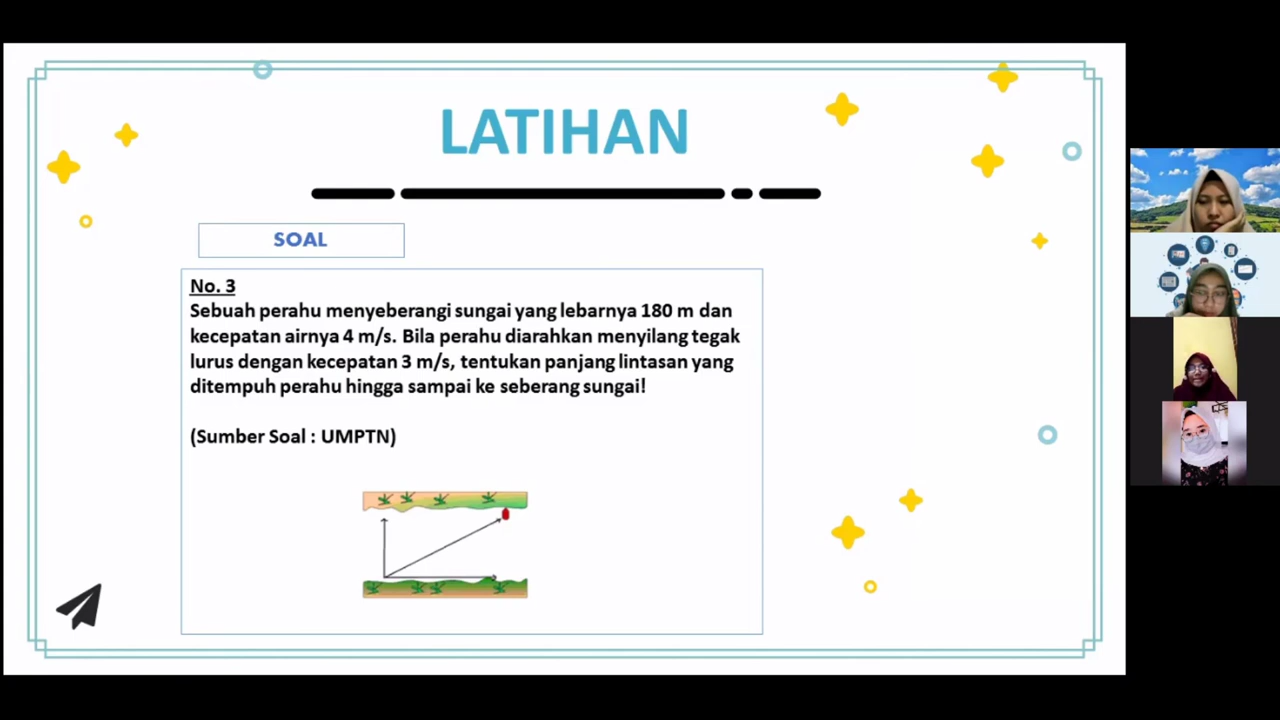 LATIHAN
SOAL
No. 3
Sebuah perahu menyeberangi sungai yang lebarnya 180 m dan
kecepatan airnya 4 m/s. Bila perahu diarahkan menyilang tegak
lurus dengan kecepatan 3 m/s, tentukan panjang lintasan yang
ditempuh perahu hingga sampai ke seberang sungai!
(Sumber Soal : UMPTN)